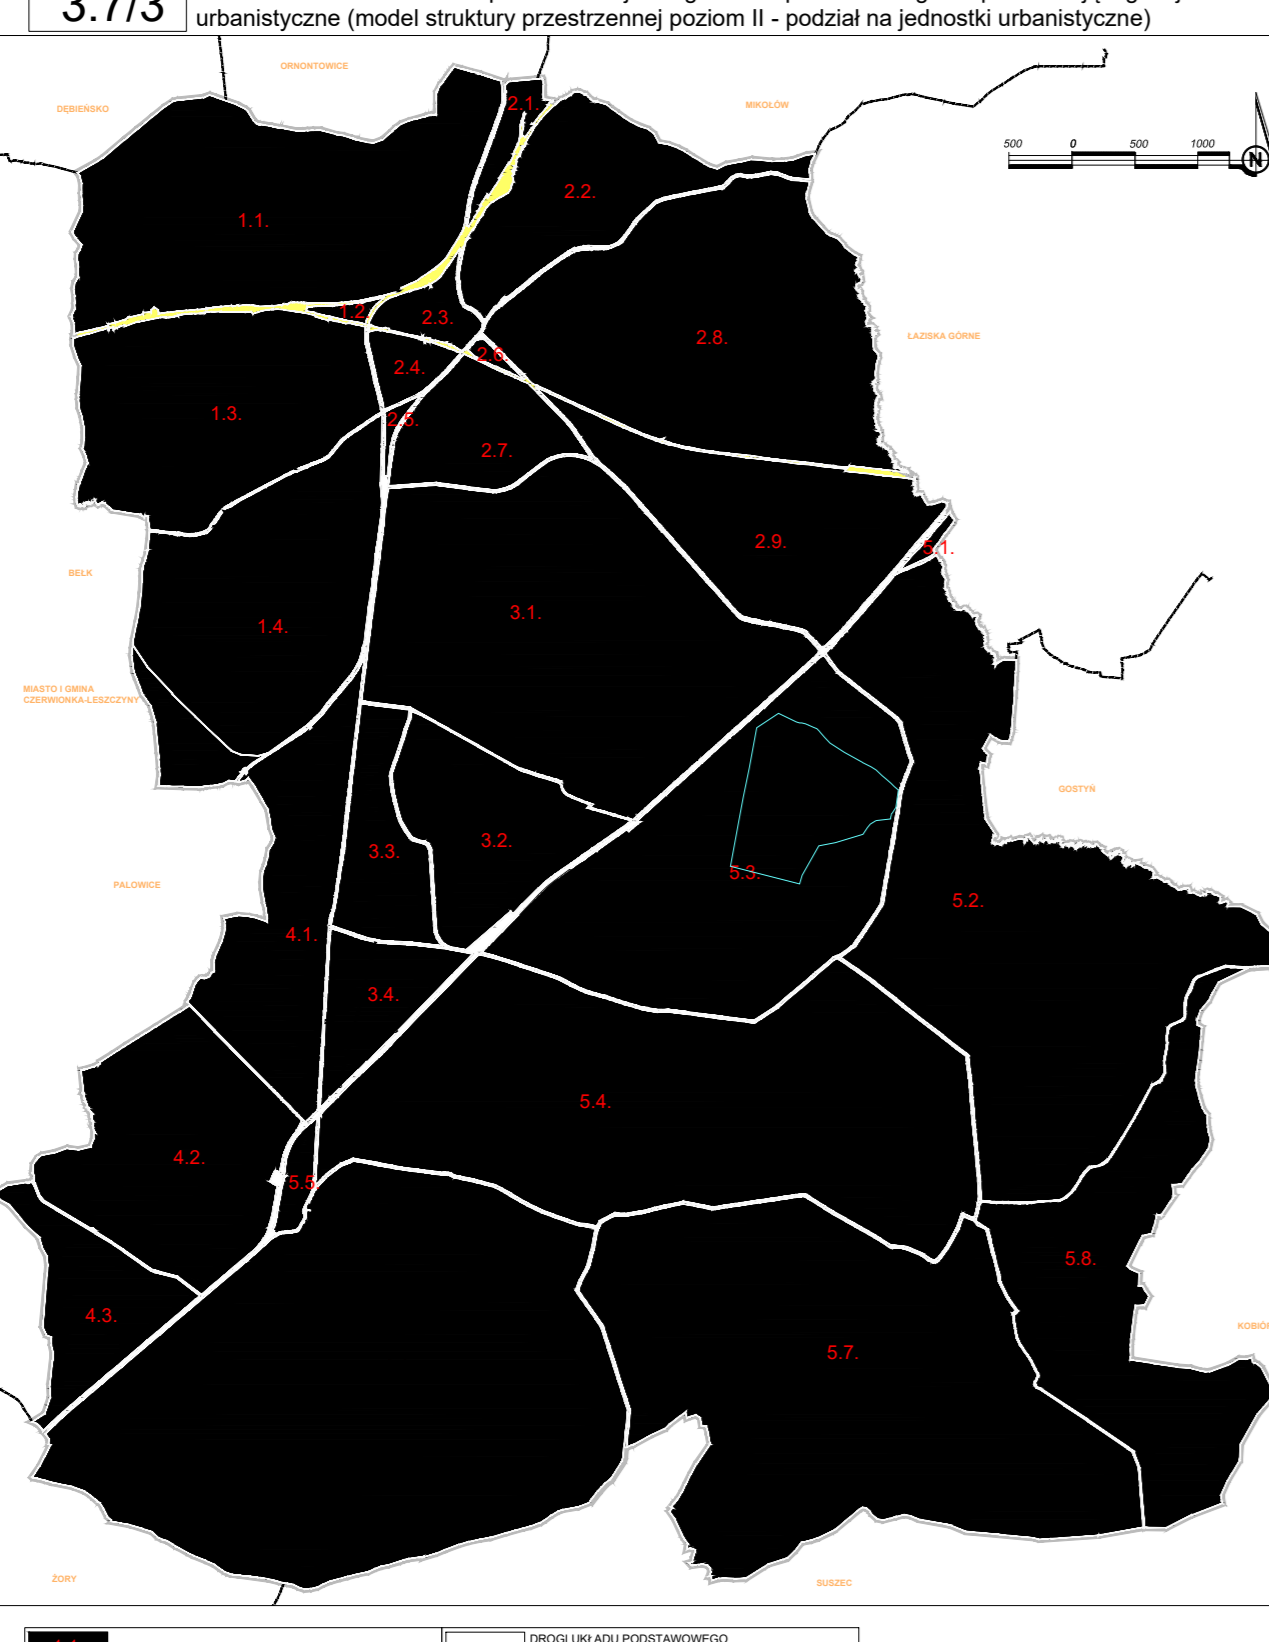 3.7/3
urbanistyczne (model struktury przestrzennej poziom II - podział na jednostki urbanistyczne)
ORNONTOWICE
DĘBIEŃSKO
MIKOŁÓW
2.1.
500 0 500 1000
N
2.2.
1.1.
1.2.
2.3.
2.8.
ŁAZISKA GÓRNE
2.6.
2.4.
1.3.
2.5.
2.7.
2.9.
5.1.
BEŁK
3.1.
1.4.
MIASTO I GMINA
CZERWIONKA-LESZCZYNY
GOSTYŃ
3.2.
3.3.
5.3.
PALOWICE
5.2.
4.1.
3.4.
5.4.
4.2.
5.5.
5.8.
4.3.
KOBIÓR
5.7.
ŻORY
SUSZEC
DROGI UKŁADU PODSTAWOWEGO